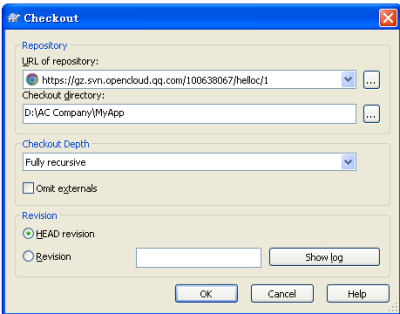 Checkout
Repository
URL of repository:
https://gz.svn.opencloud.qq.com/100638067/helloc/1
...
Checkout directory:
D:\AC Company\MyApp
...
Checkout Depth
Fully recursive
Omit externals
Revision
HEAD revision
Revision
Show log
OK
Cancel
Help